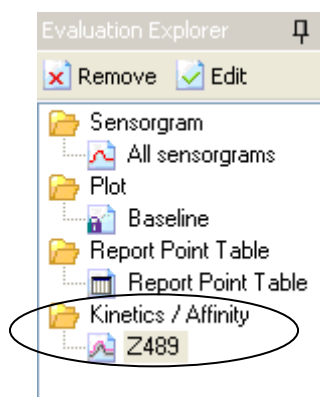 Evaluation Explorer
Remove Edit
Sensorgram
All sensorgrams
Plot
Baseline
Report Point Table
Report Point Table
Kinetics / Affinity
Z489